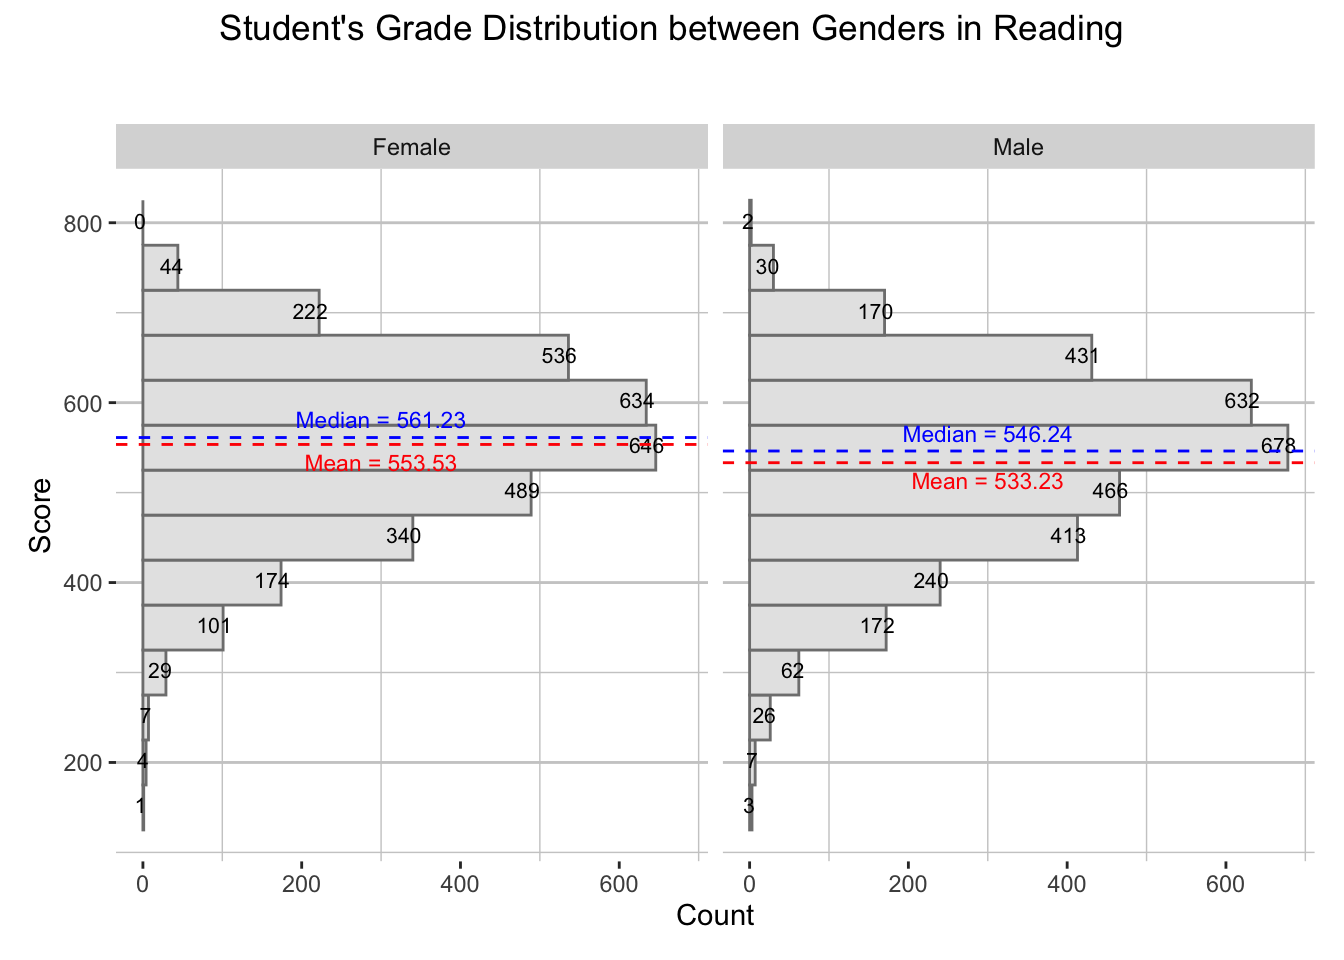 Student's Grade Distribution between Genders in Reading
Female
Male
800
600
400
200
Score
0
44
222
536
634
Median = 561.23
646
Mean = 553.53
489
340
174
101
29
7
4
1
2
30
170
431
632
Median = 546.24
678
Mean = 533.23
466
413
240
172
62
26
7
3
0 200 400 600
0 200 400 600
Count